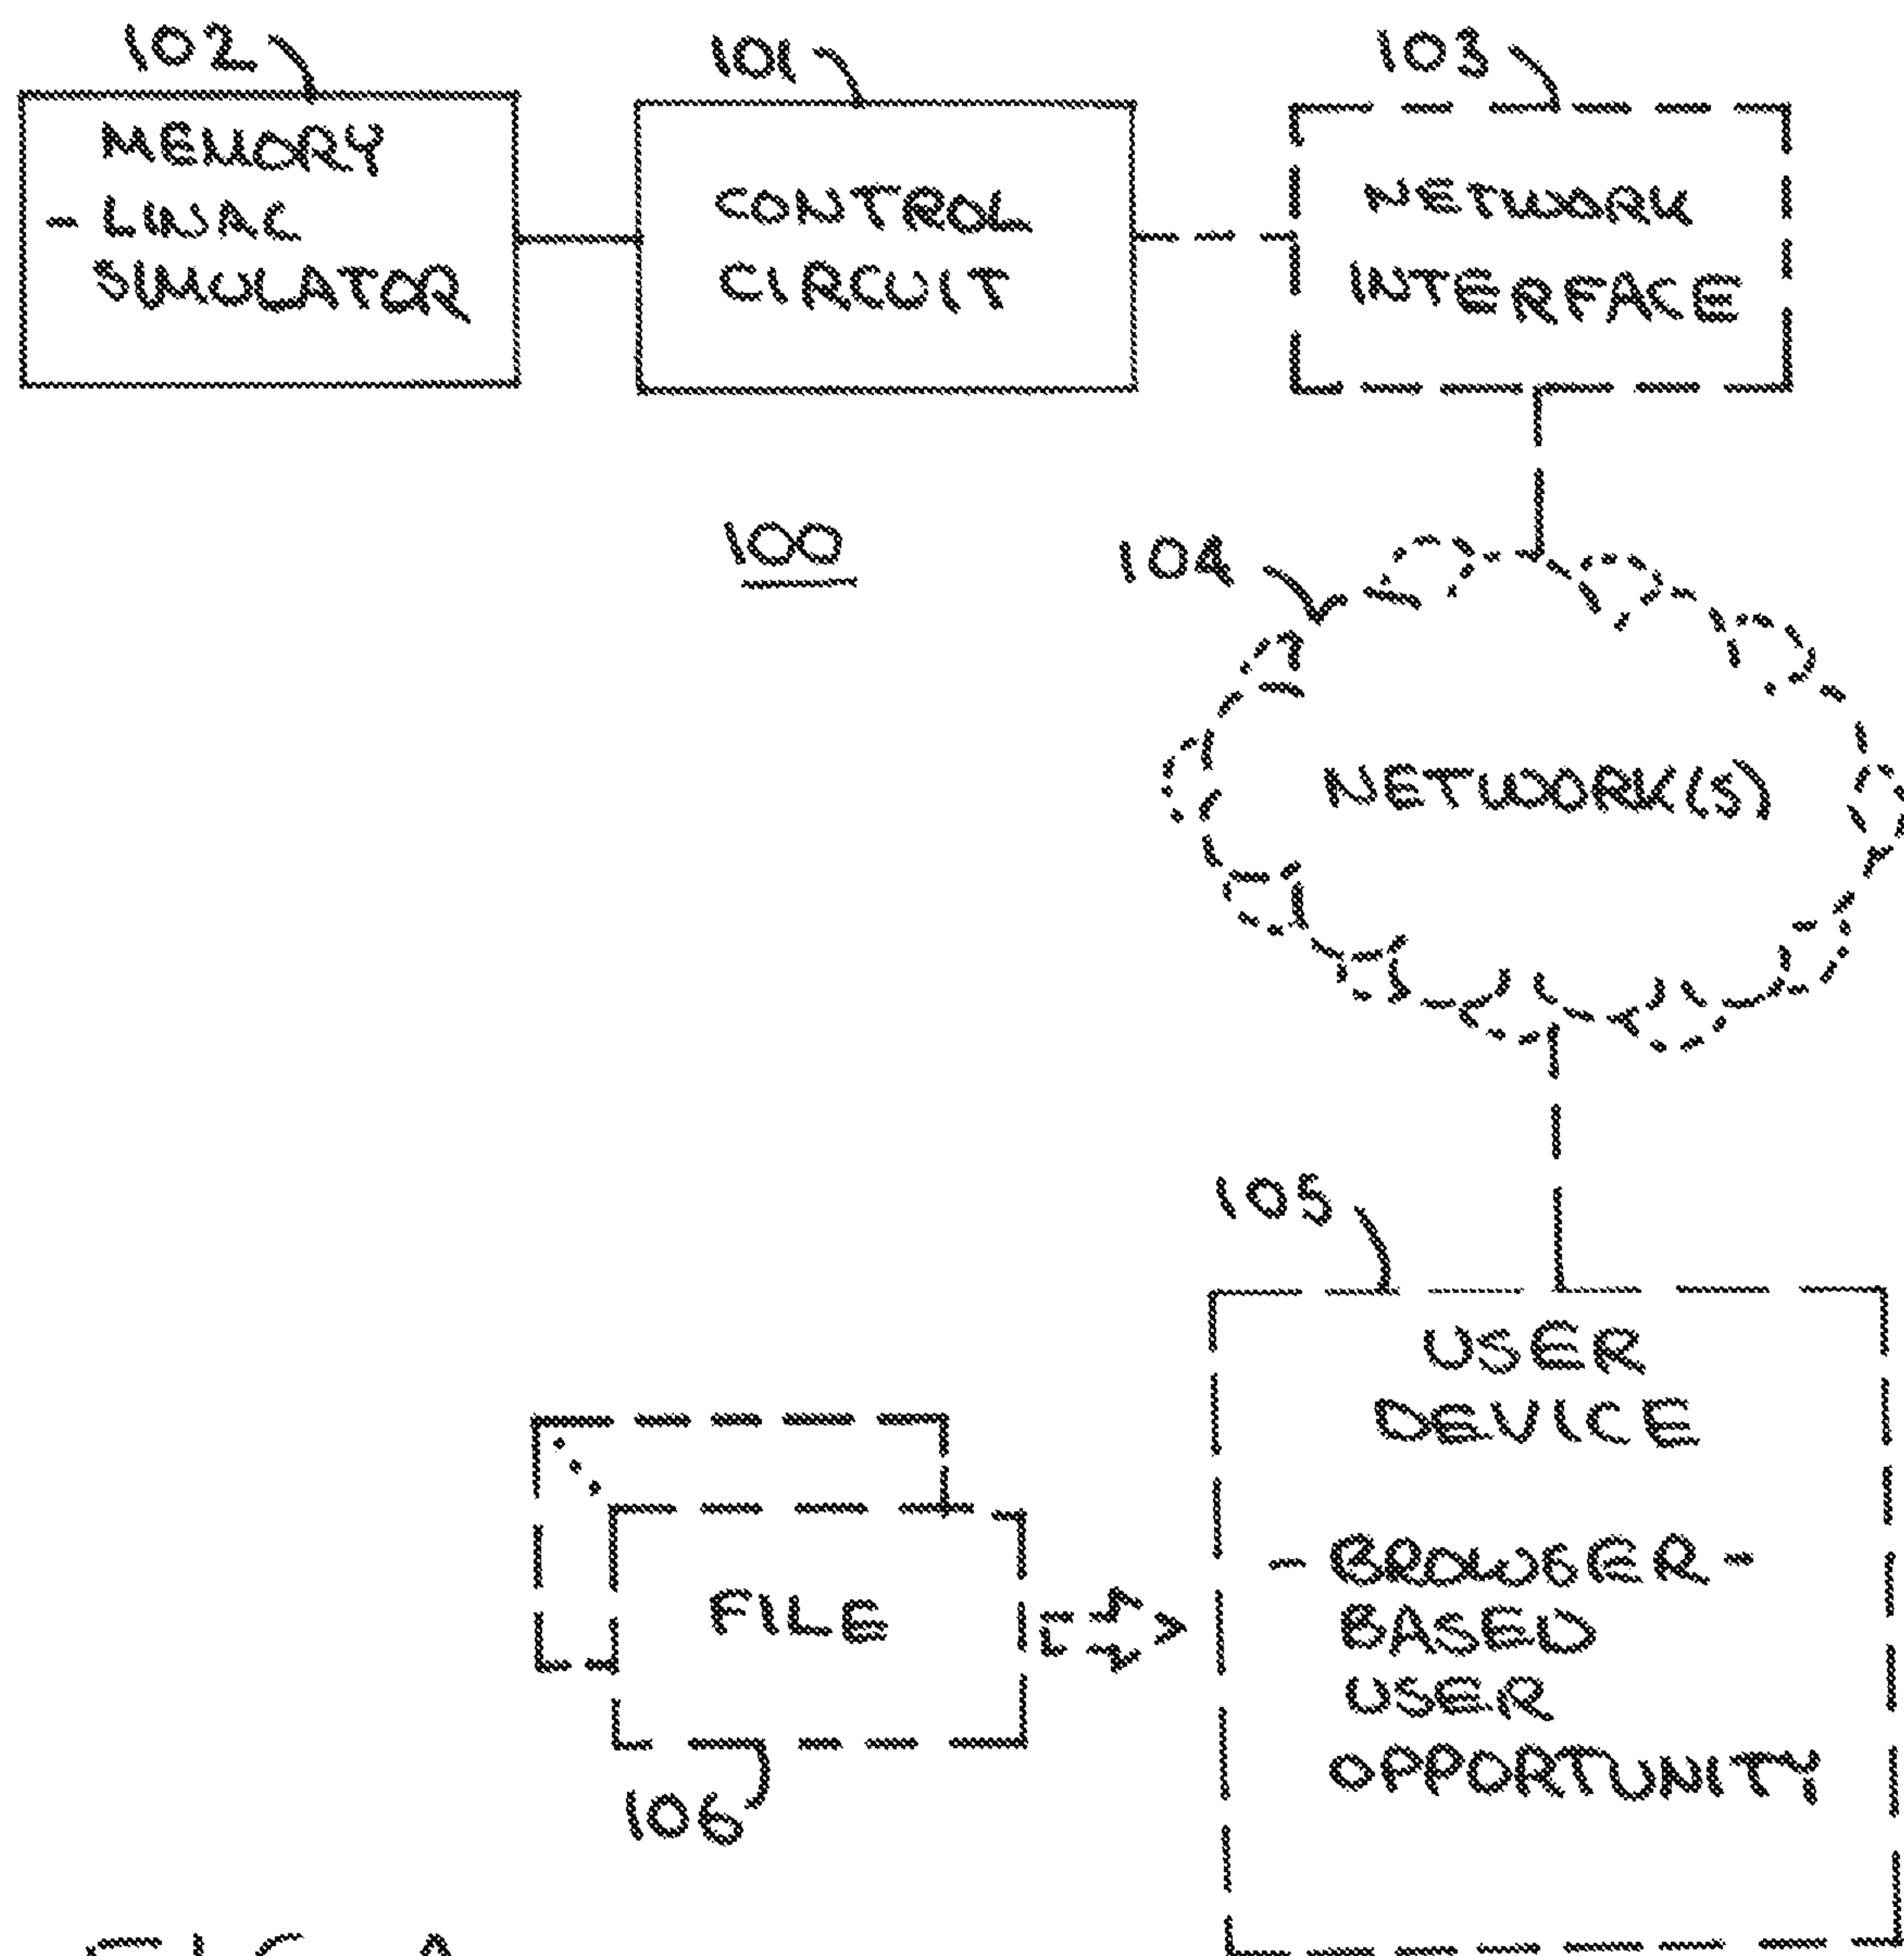 102
MEMORY
- LINAC
SIMULATOR
101
CONTROL
CIRCUIT
103
NETWORK
INTERFACE
100
104
NETWORK(S)
105
USER
DEVICE
- BROWSER-
BASED
USER
OPPORTUNITY
FILE
106